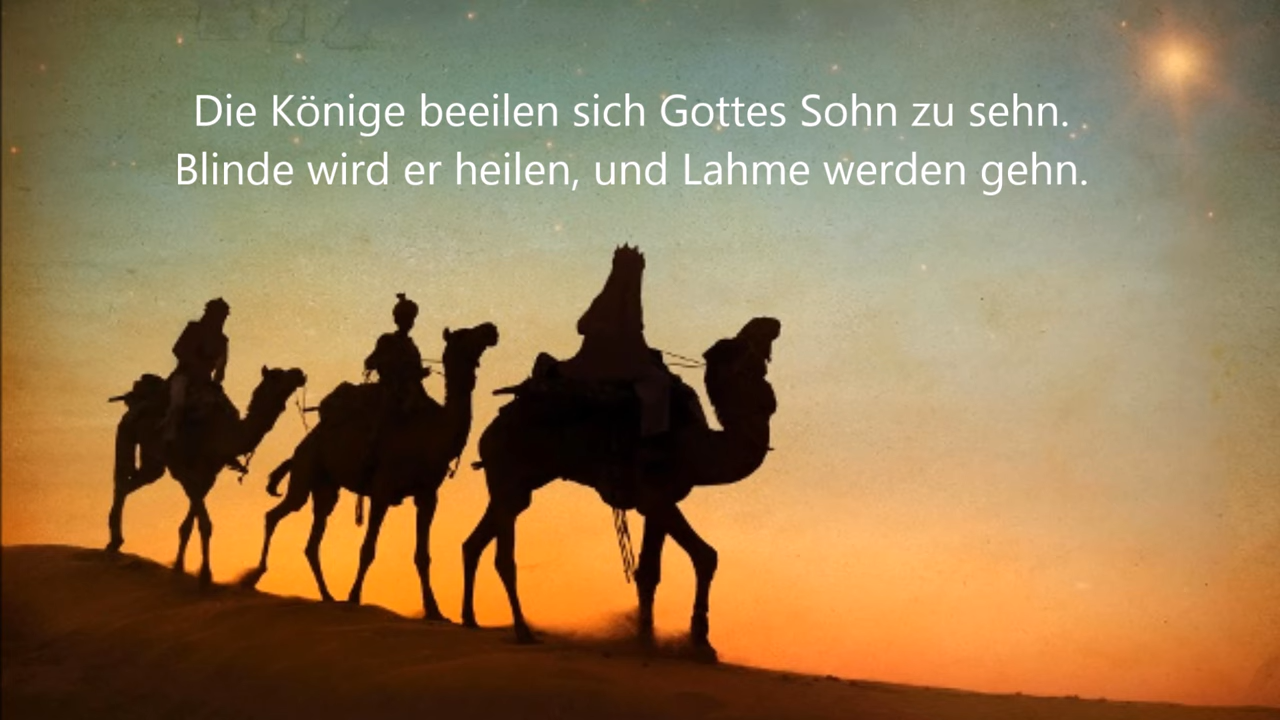 Die Könige beeilen sich Gottes Sohn zu sehn.
Blinde wird er heilen, und Lahme werden gehn.